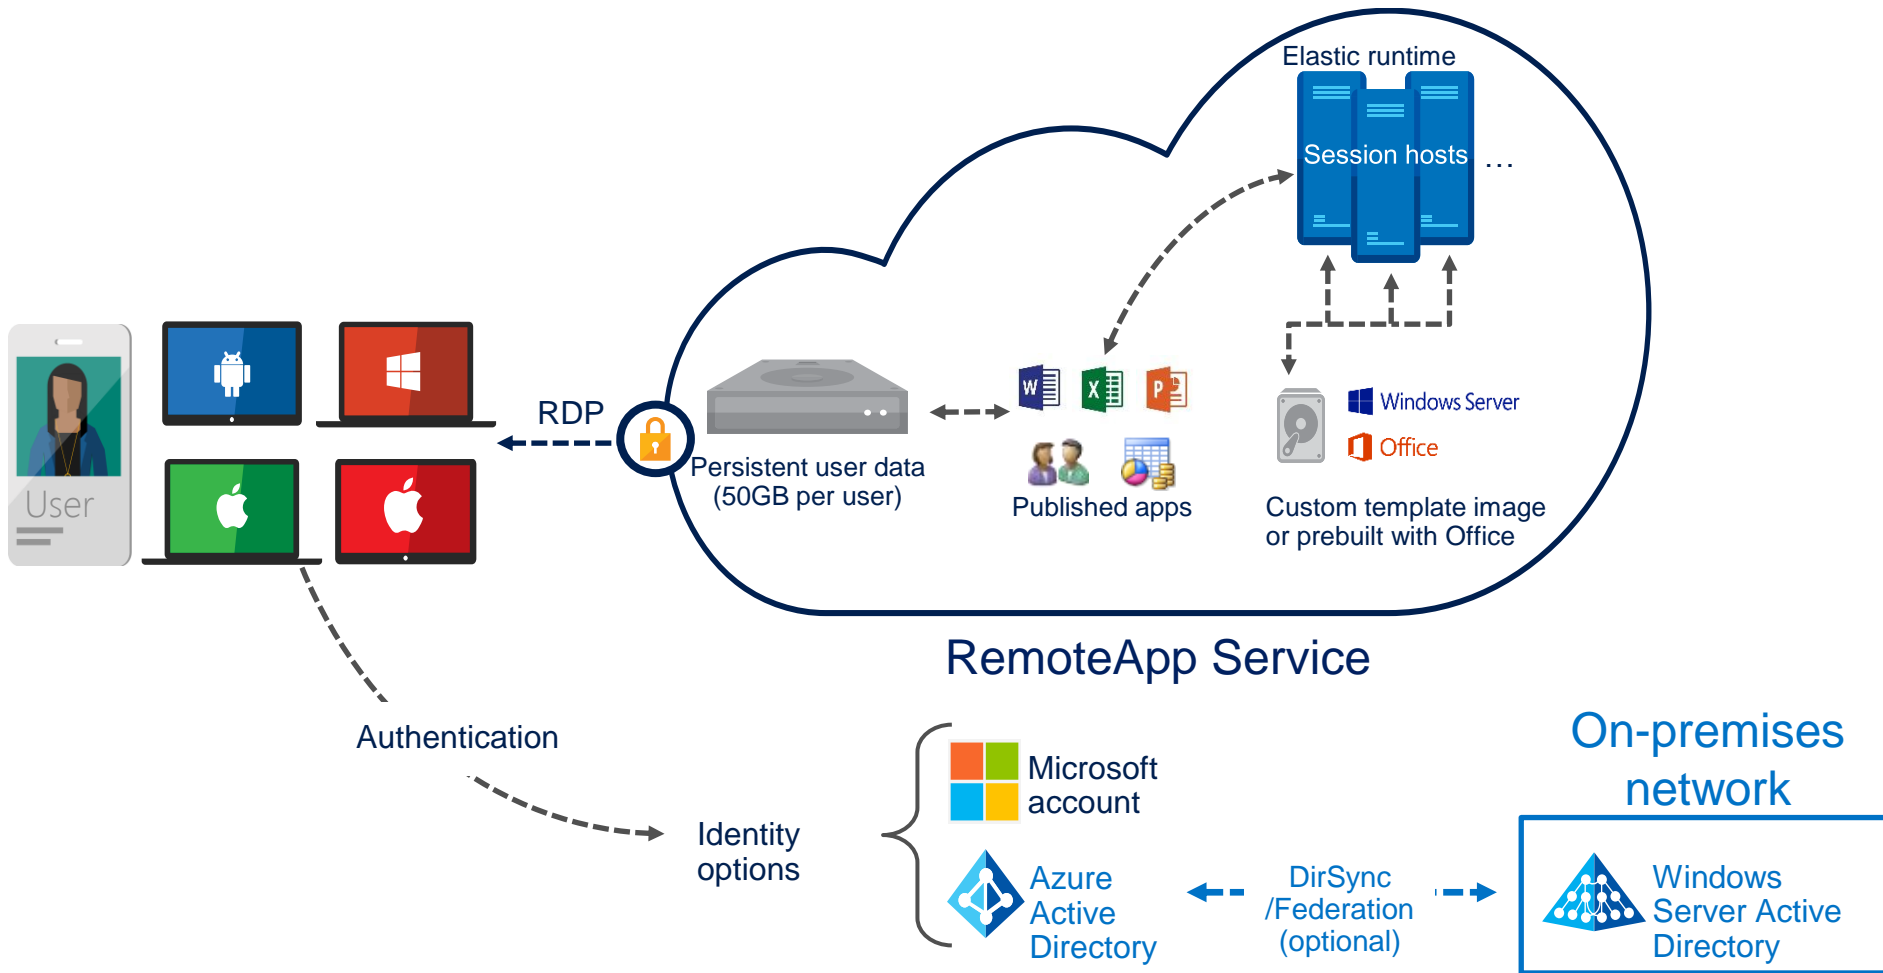 Elastic runtime
Session hosts ...
User
RDP
W
X
P
Windows Server
Office
Persistent user data
(50GB per user)
Published apps
Custom template image
or prebuilt with Office
RemoteApp Service
Authentication
Identity
options
Microsoft
account
Azure
Active
Directory
DirSync
/Federation
(optional)
On-premises
network
Windows
Server Active
Directory